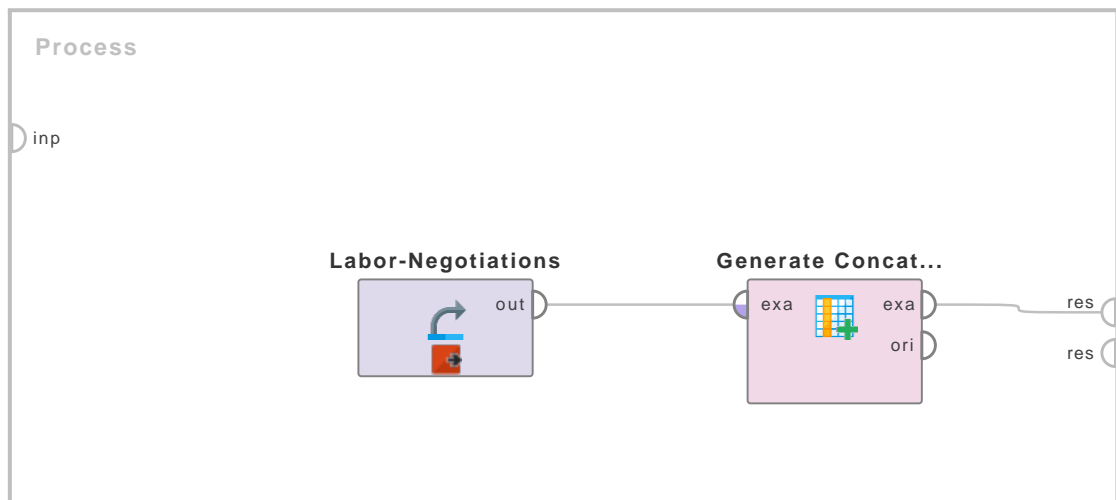 Process
inp
Labor-Negotiations
Generate Concat...
out
exa
exa
res
ori
res